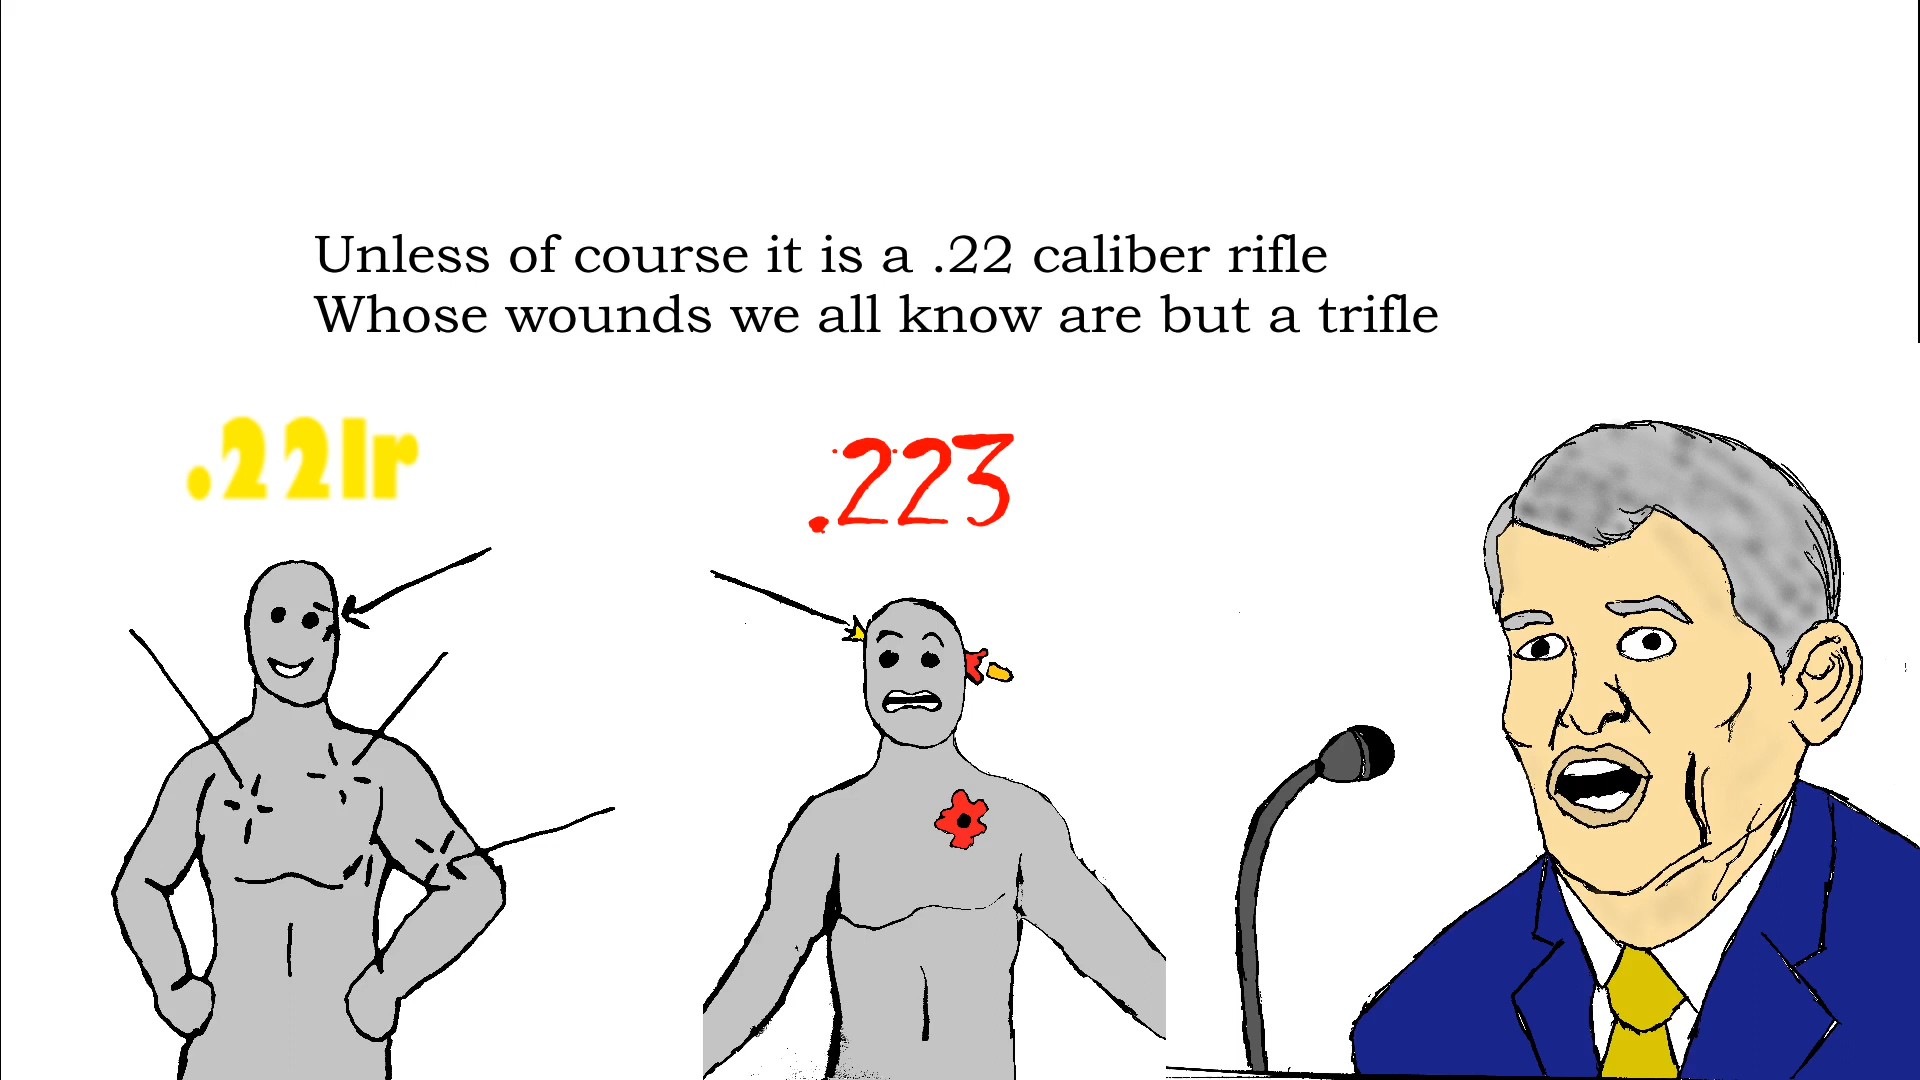 Unless of course it is a .22 caliber rifle
Whose wounds we all know are but a trifle
.22lr
.223